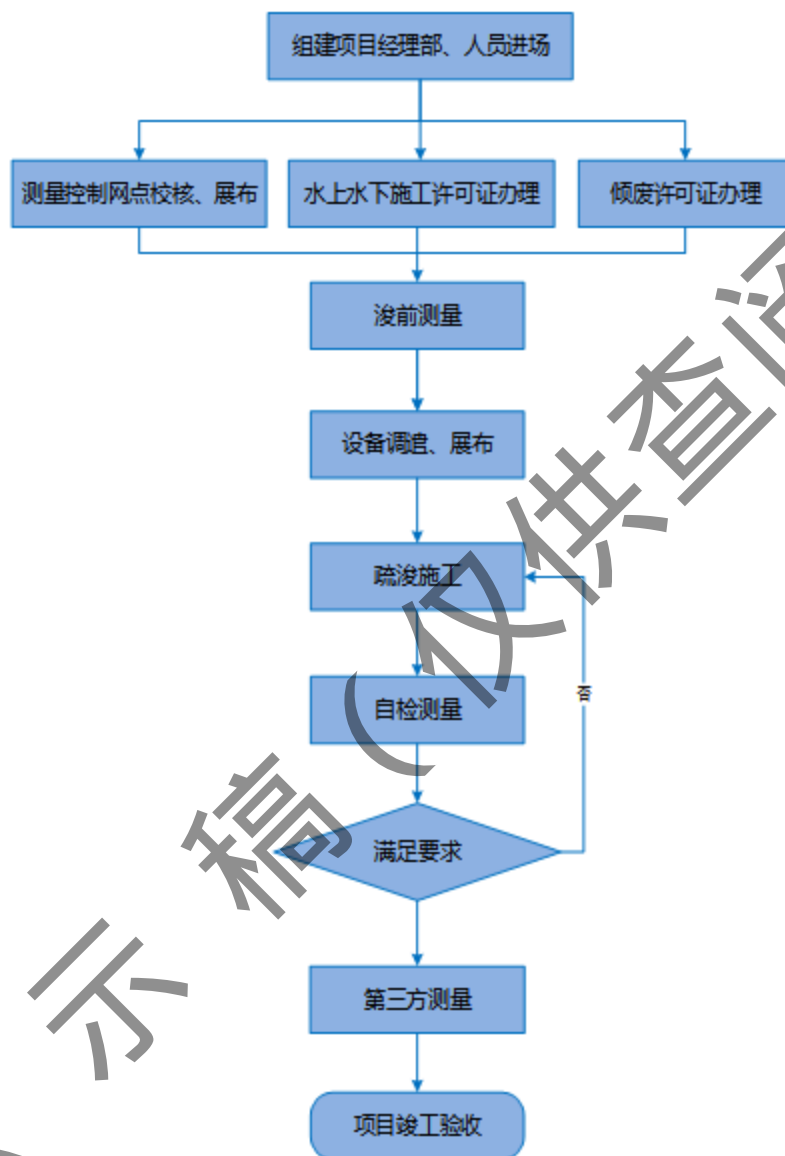 组建项目经理部、人员进场
测量控制网点校核、展布
水上水下施工许可证办理
倾废许可证办理
浚前测量
设备调遣、展布
疏浚施工
自检测量
否
满足要求
第三方测量
项目竣工验收
示稿（仅供查阅